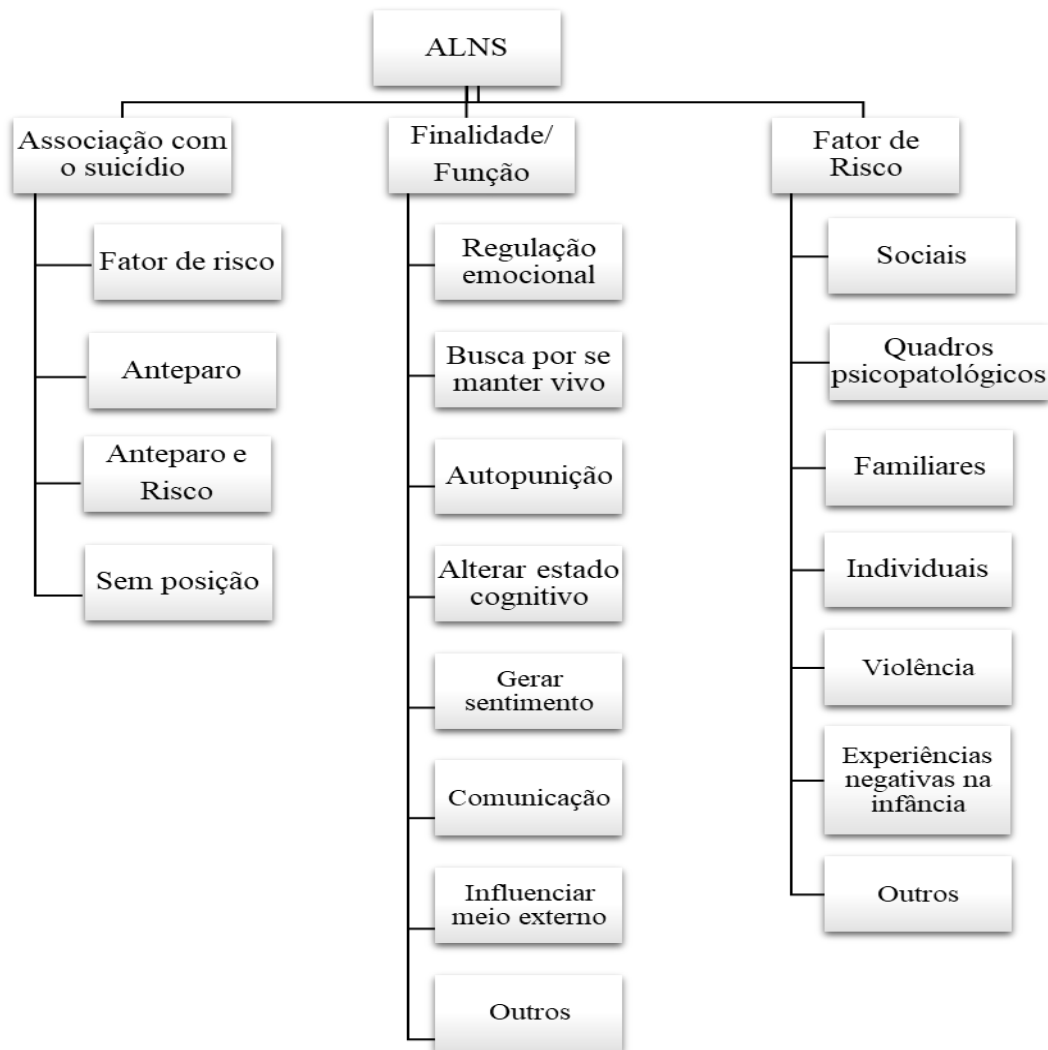 ALNS
Associação com
o suicídio
Fator de risco
Anteparo
Anteparo e
Risco
Sem posição
Finalidade/
Função
Regulação
emocional
Busca por se
manter vivo
Autopunição
Alterar estado
cognitivo
Gerar
sentimento
Comunicação
Influenciar
meio externo
Outros
Fator de
Risco
Sociais
Quadros
psicopatológicos
Familiares
Individuais
Violência
Experiências
negativas na
infância
Outros